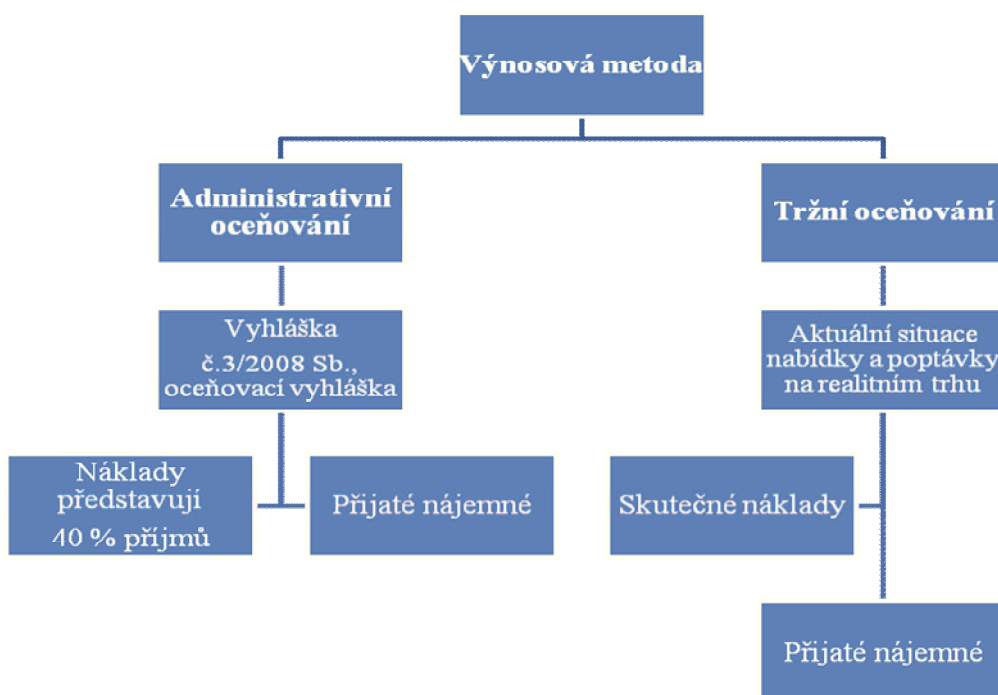 Výnosová metoda
Administrativní
oceňování
Tržní oceňování
Vyhláška
č.3/2008 Sb.,
oceňovací vyhláška
Aktuální situace
nabídky a poptávky
na realitním trhu
Náklady
představují
40 % příjmů
Přijaté nájemné
Skutečné náklady
Přijaté nájemné